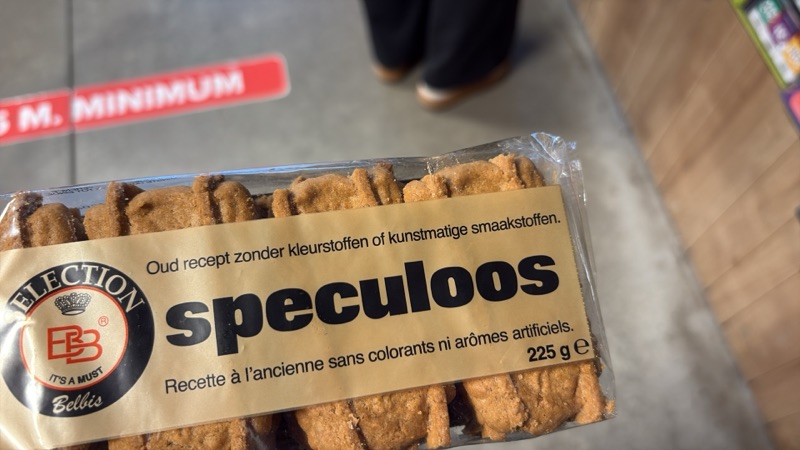 M. MINIMUM
Oud recept zonder kleurstoffen of kunstmatige smaakstoffen.
speculoos
Recette à l'ancienne sans colorants ni arômes artificiels.
225 g ℮
ELECTION
BB®
IT'S A MUST
Belbis